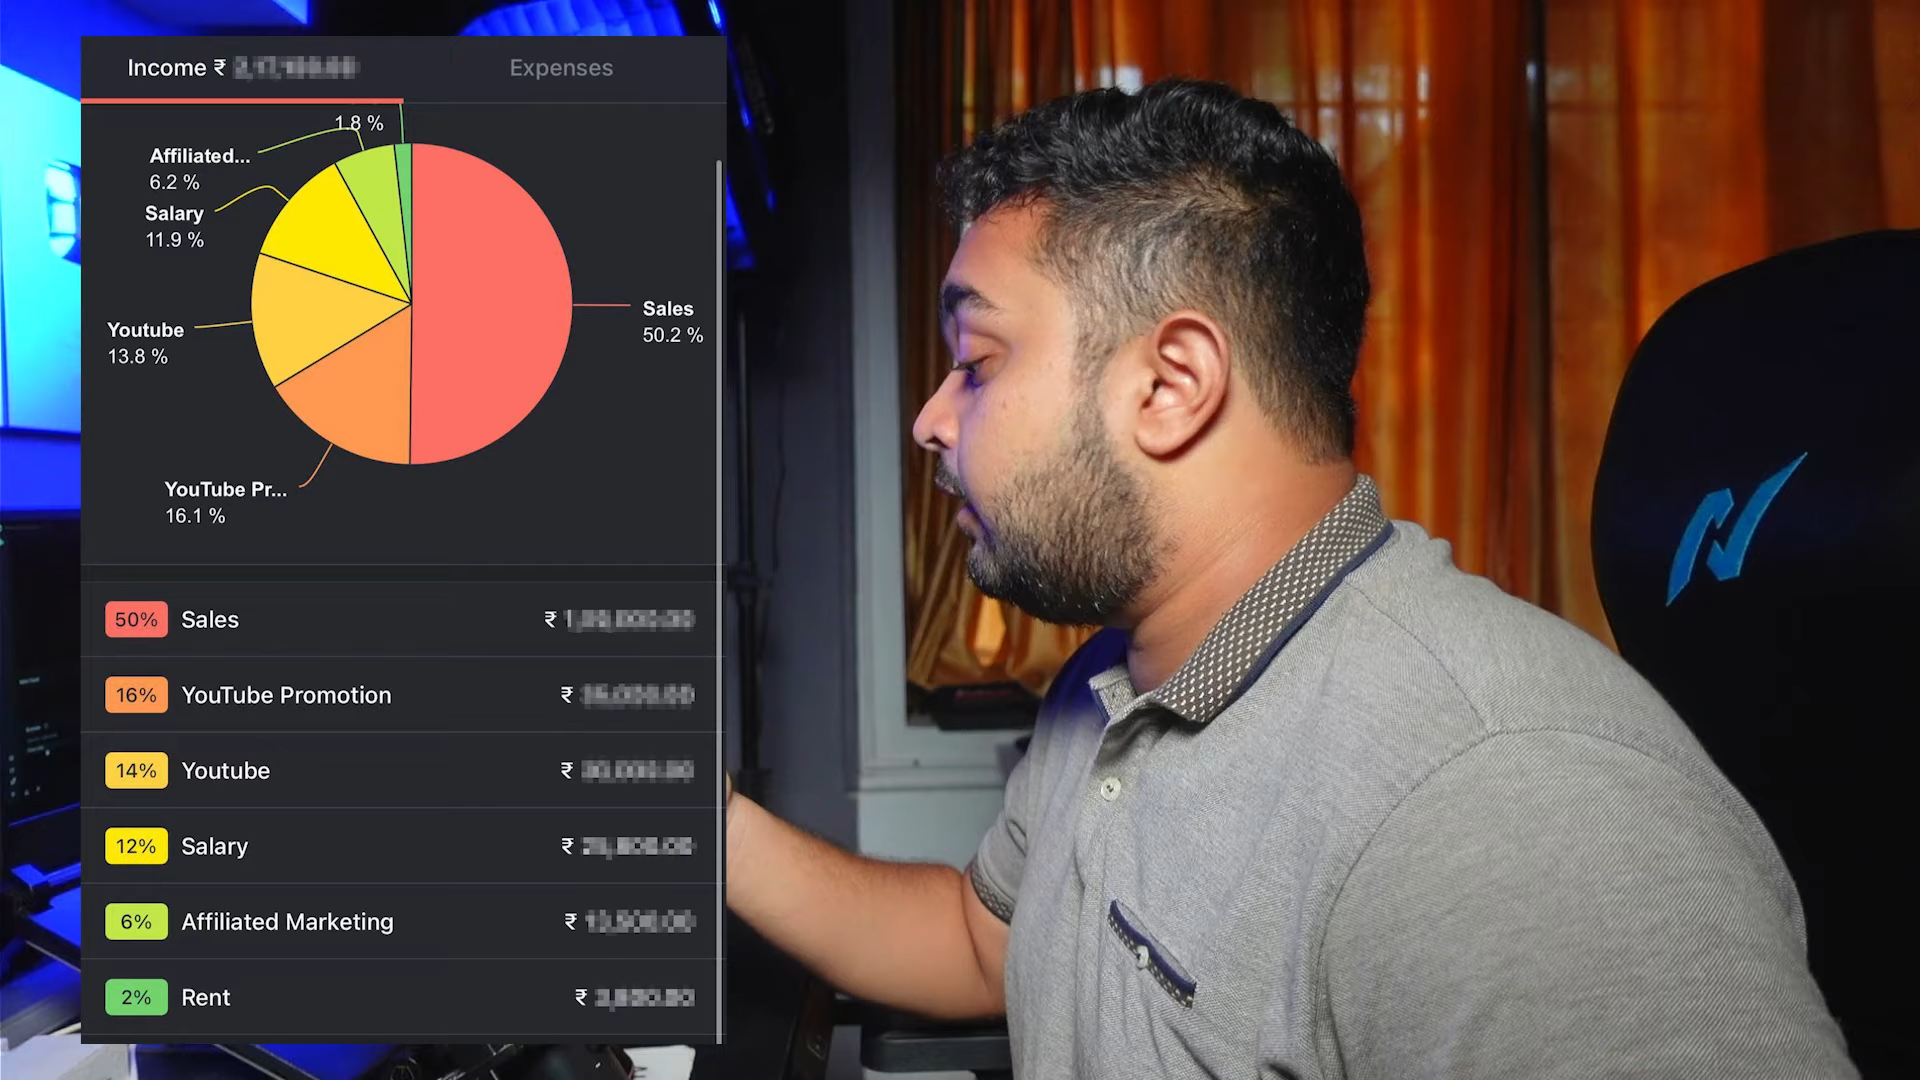 Income ₹
Expenses
1.8 %
Affiliated...
6.2 %
Salary
11.9 %
Youtube
13.8 %
Sales
50.2 %
YouTube Pr...
16.1 %
50% Sales ₹
16% YouTube Promotion ₹
14% Youtube ₹
12% Salary ₹
6% Affiliated Marketing ₹
2% Rent ₹